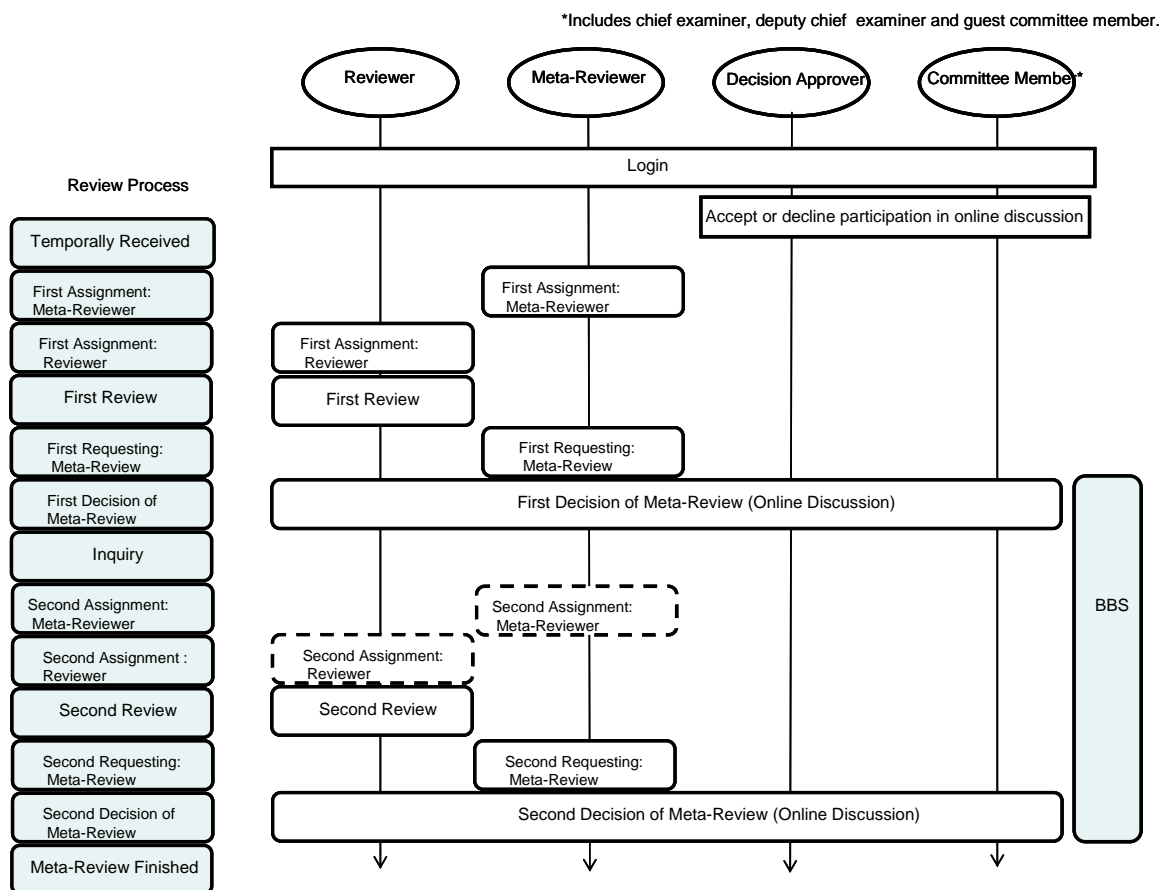 *Includes chief examiner, deputy chief examiner and guest committee member.
Reviewer
Meta-Reviewer
Decision Approver
Committee Member*
Login
Review Process
Accept or decline participation in online discussion
Temporally Received
First Assignment:
Meta-Reviewer
First Assignment:
Meta-Reviewer
First Assignment:
Reviewer
First Assignment:
Reviewer
First Review
First Review
First Requesting:
Meta-Review
First Requesting:
Meta-Review
First Decision of
Meta-Review
First Decision of Meta-Review (Online Discussion)
Inquiry
Second Assignment:
Meta-Reviewer
Second Assignment:
Meta-Reviewer
BBS
Second Assignment :
Reviewer
Second Assignment:
Reviewer
Second Review
Second Review
Second Requesting:
Meta-Review
Second Requesting:
Meta-Review
Second Decision of
Meta-Review
Second Decision of Meta-Review (Online Discussion)
Meta-Review Finished